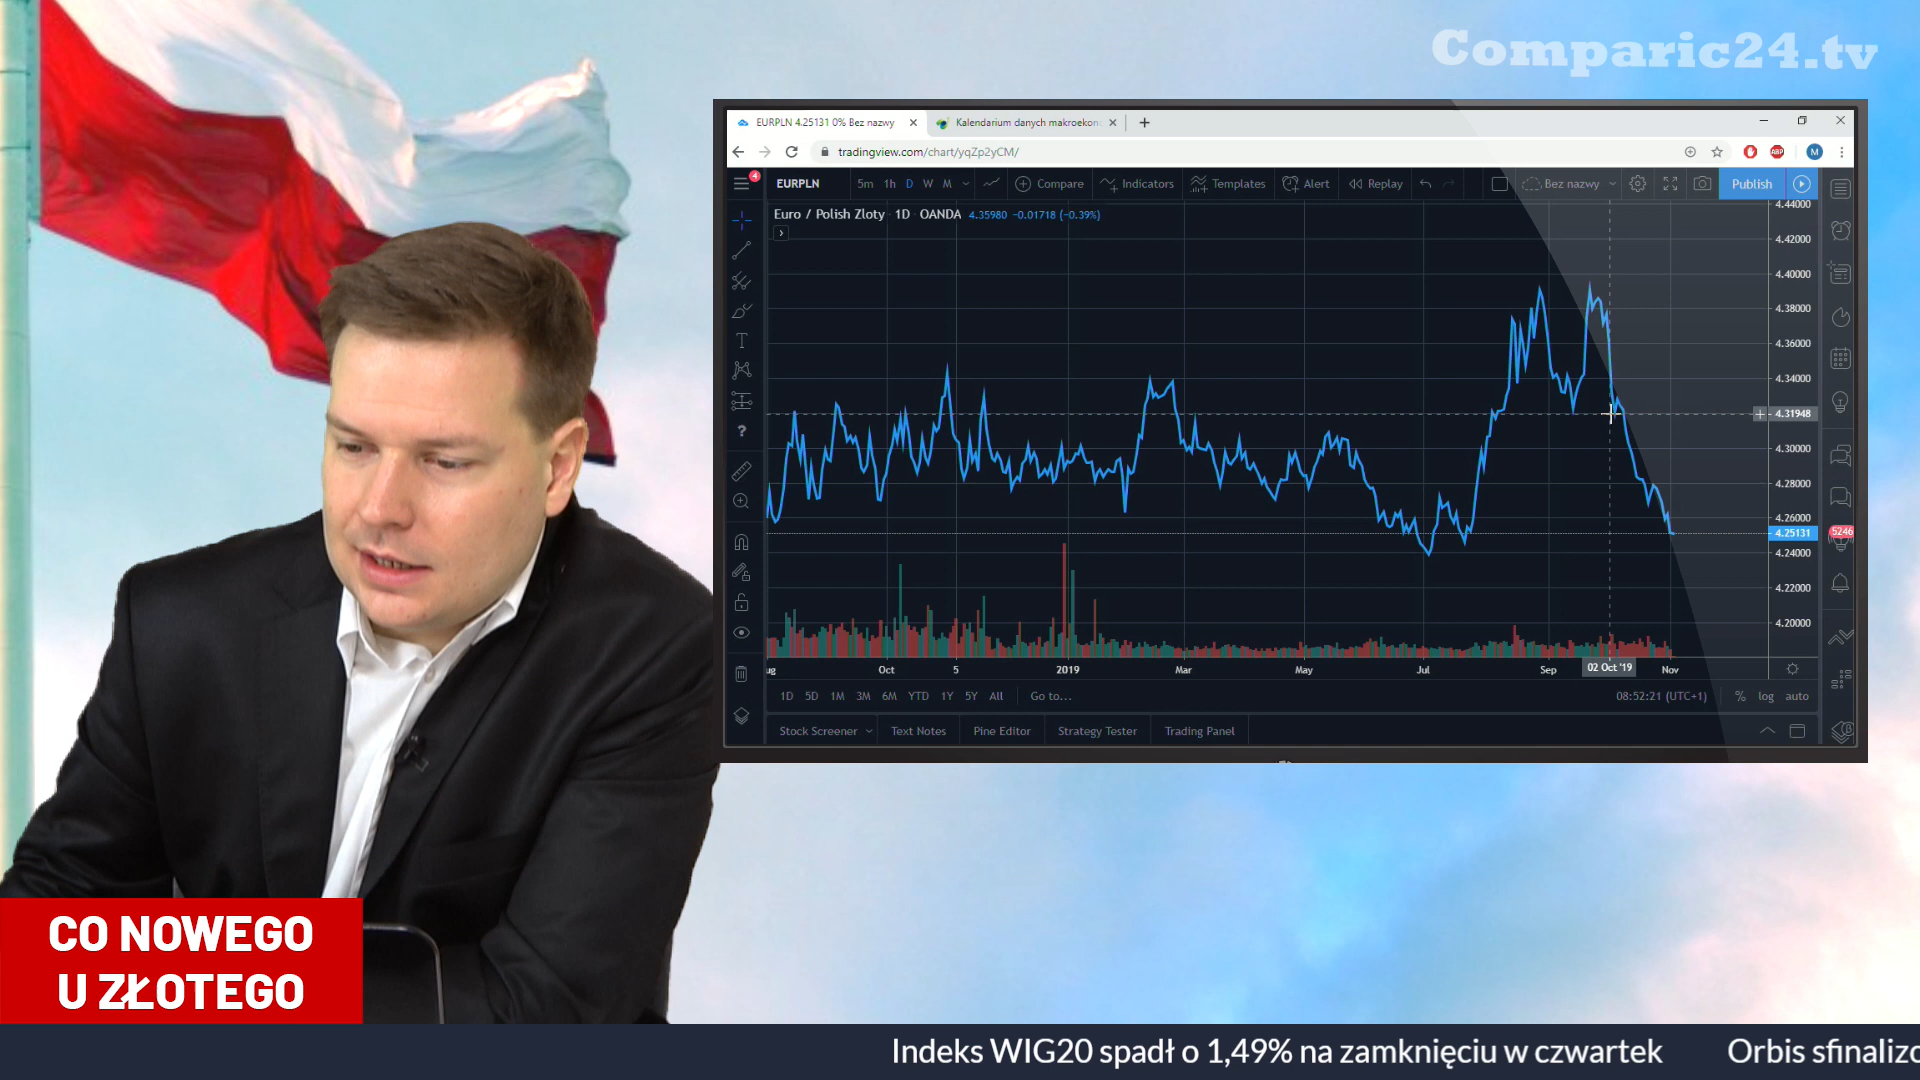 Comparic24.tv
EURPLN 4.25131 0% Bez nazwy
Kalendarium danych makroekon
tradingview.com/chart/yqZp2yCM/
ABP
M
4
EURPLN
5m 1h D W M
Compare
Indicators
Templates
Alert
Replay
Bez nazwy
Publish
Euro / Polish Zloty 1D OANDA 4.35980 −0.01718 (−0.39%)
4.44000
4.42000
4.40000
4.38000
4.36000
4.34000
4.31948
4.30000
4.28000
4.26000
4.25131
4.24000
4.22000
4.20000
5246
ug Oct 5 2019 Mar May Jul Sep 02 Oct '19 Nov
1D 5D 1M 3M 6M YTD 1Y 5Y All Go to...
08:52:21 (UTC+1) % log auto
Stock Screener Text Notes Pine Editor Strategy Tester Trading Panel
CO NOWEGO
U ZŁOTEGO
Indeks WIG20 spadł o 1,49% na zamknięciu w czwartek Orbis sfinalizo